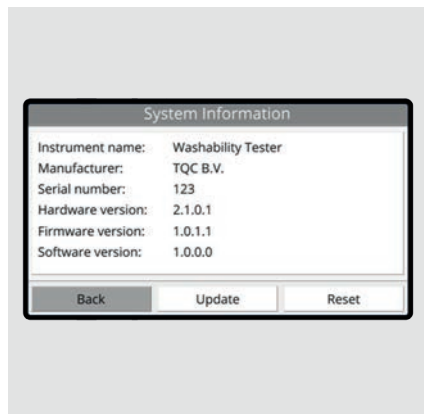 System Information
Instrument name: Washability Tester
Manufacturer: TQC B.V.
Serial number: 123
Hardware version: 2.1.0.1
Firmware version: 1.0.1.1
Software version: 1.0.0.0
Back Update Reset